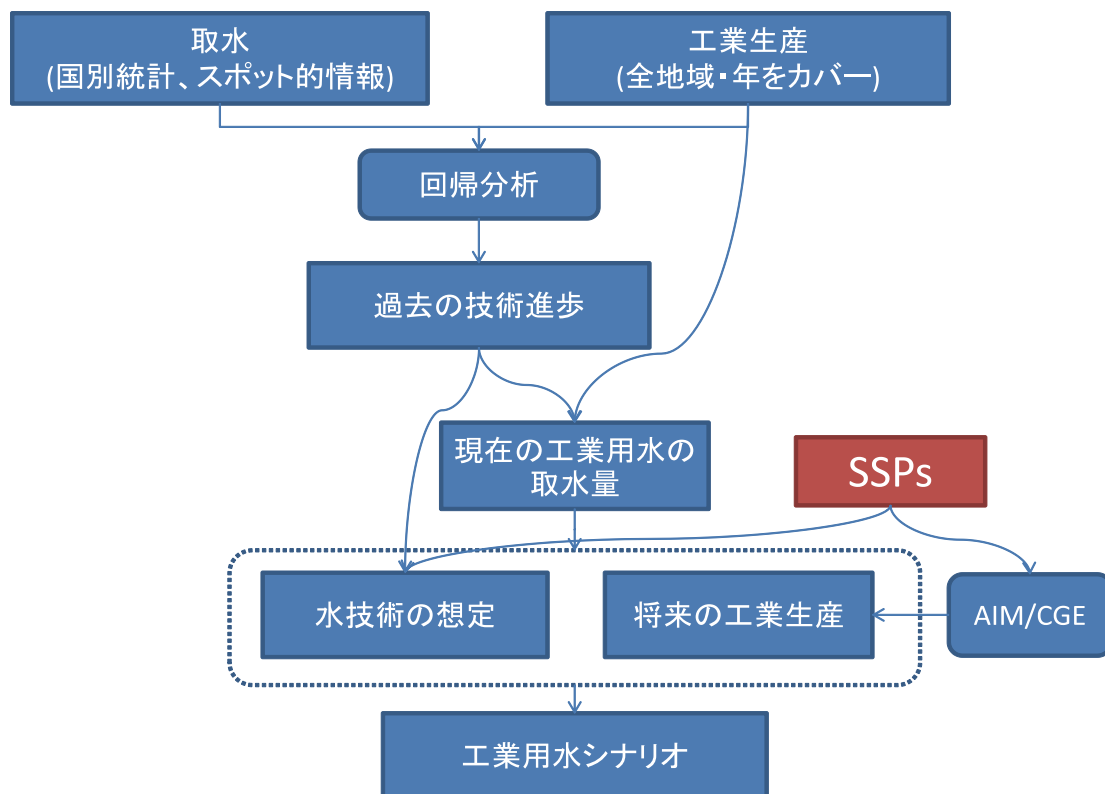 取水
(国別統計、スポット的情報)
工業生産
(全地域・年をカバー)
回帰分析
過去の技術進歩
現在の工業用水の
取水量
SSPs
水技術の想定
将来の工業生産
AIM/CGE
工業用水シナリオ